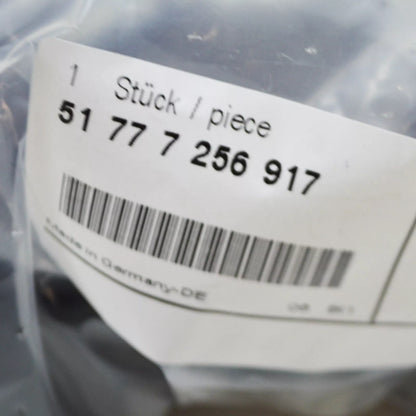 1 Stück / piece
51 77 7 256 917
Made in Germany-DE